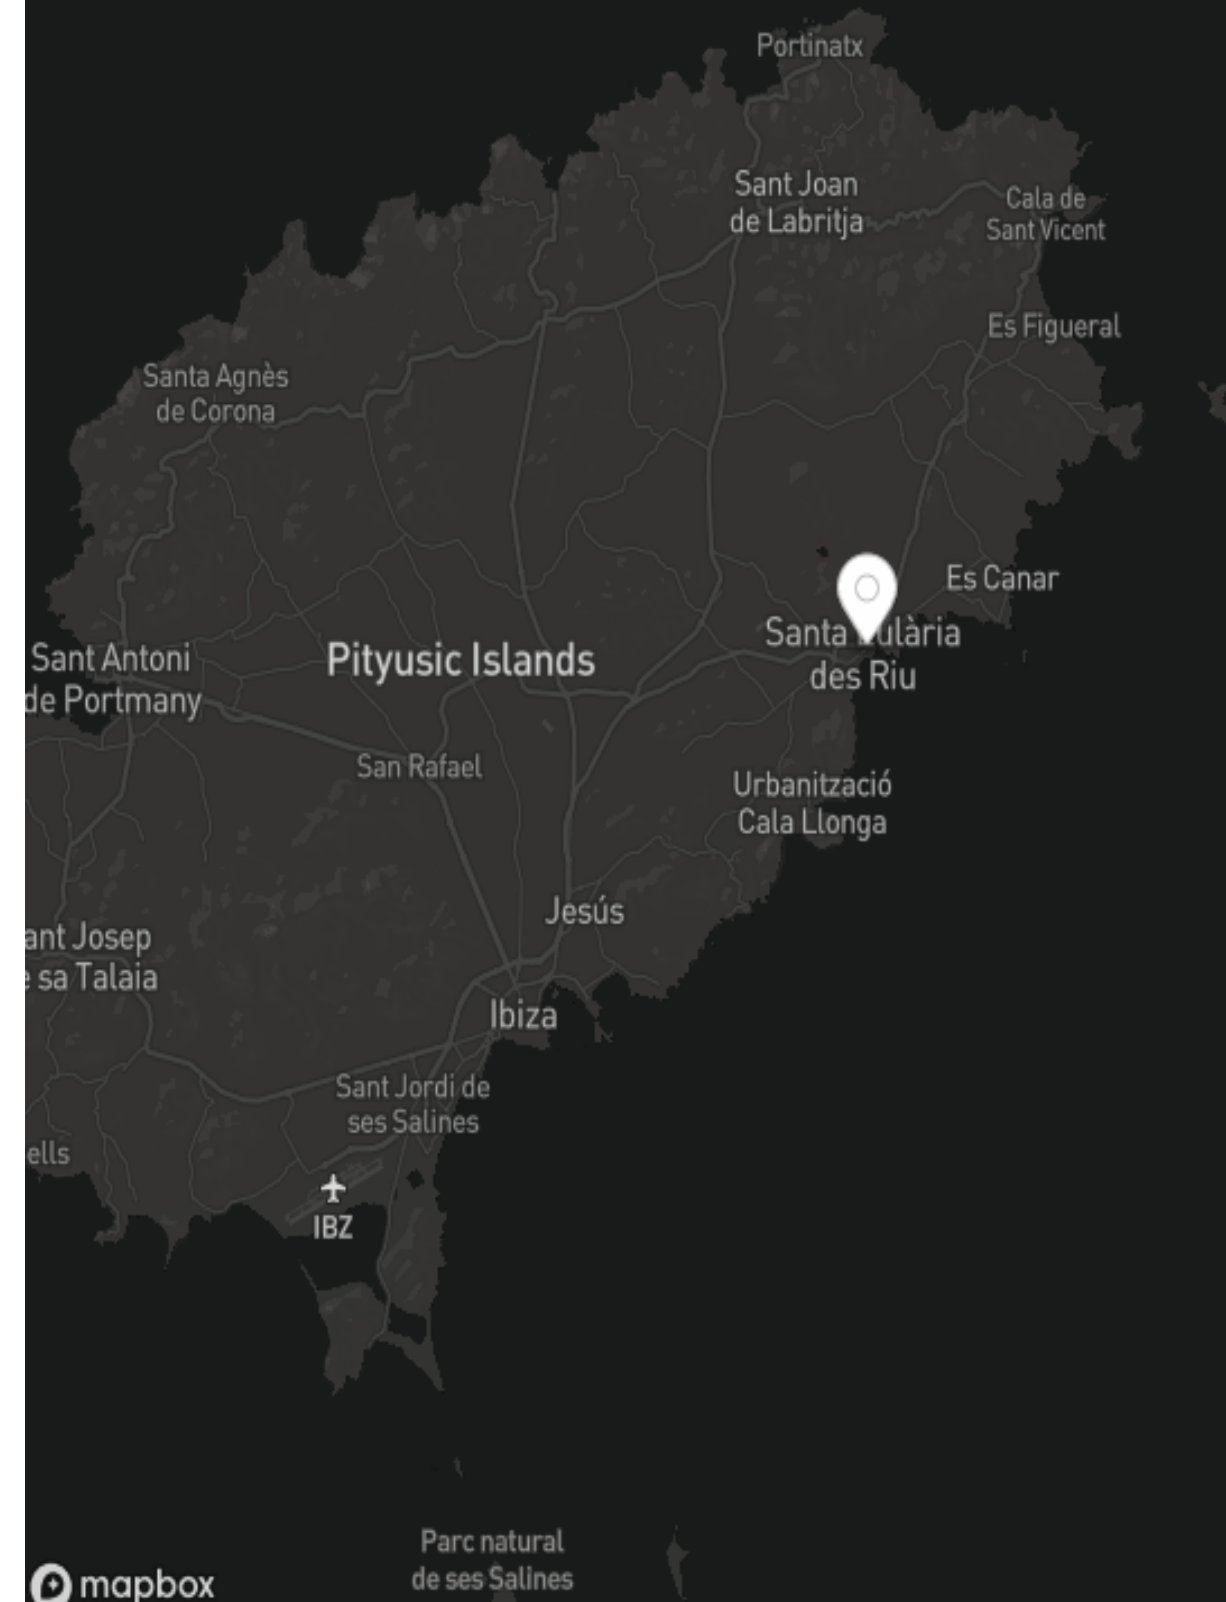 Portinatx
Sant Joan
de Labritja
Cala de
Sant Vicent
Es Figueral
Santa Agnès
de Corona
Es Canar
Santa ulària
des Riu
Sant Antoni
de Portmany
Pityusic Islands
San Rafael
Urbanització
Cala Llonga
Jesús
ant Josep
e sa Talaia
Ibiza
Sant Jordi de
ses Salines
ells
IBZ
Parc natural
de ses Salines
mapbox